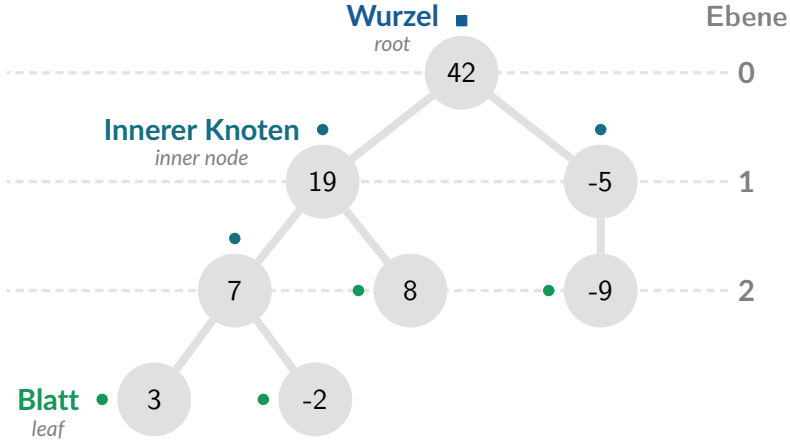 Wurzel
Ebene
root
42
0
Innerer Knoten
inner node
19
-5
1
7
8
-9
2
Blatt
leaf
3
-2